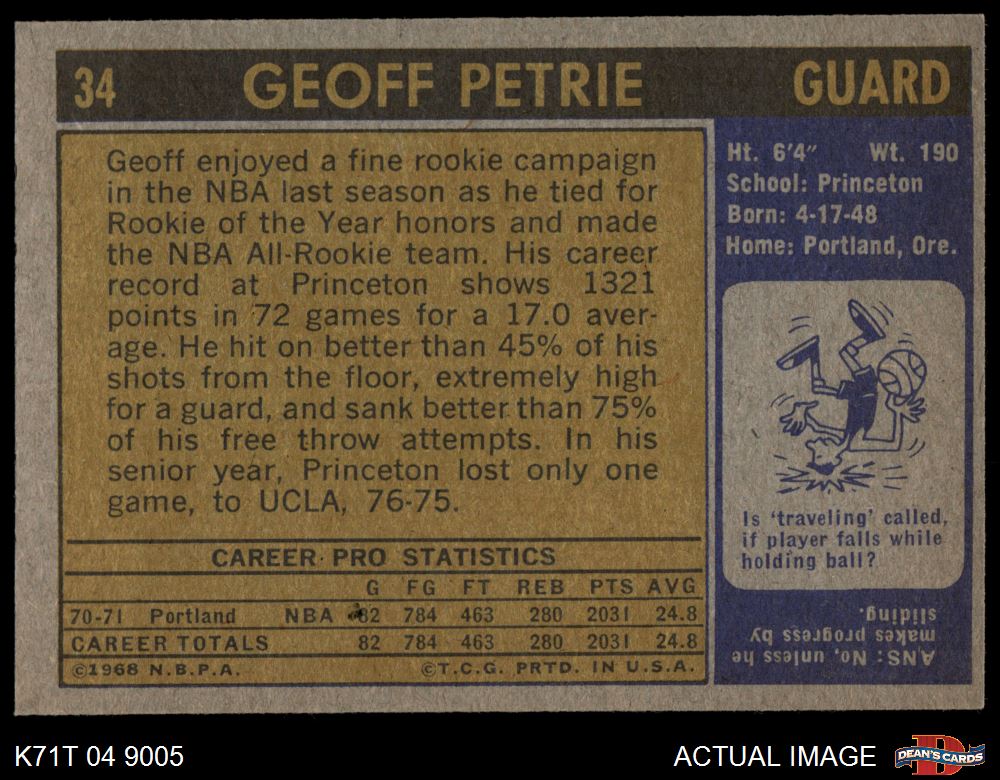 34 GEOFF PETRIE GUARD
Geoff enjoyed a fine rookie campaign
in the NBA last season as he tied for
Rookie of the Year honors and made
the NBA All-Rookie team. His career
record at Princeton shows 1321
points in 72 games for a 17.0 aver-
age. He hit on better than 45% of his
shots from the floor, extremely high
for a guard, and sank better than 75%
of his free throw attempts. In his
senior year, Princeton lost only one
game, to UCLA, 76-75.
CAREER PRO STATISTICS
G FG FT REB PTS AVG
70-71 Portland NBA 82 784 463 280 2031 24.8
CAREER TOTALS 82 784 463 280 2031 24.8
©1968 N.B.P.A. ©T.C.G. PRTD. IN U.S.A.
Ht. 6'4" Wt. 190
School: Princeton
Born: 4-17-48
Home: Portland, Ore.
Is 'traveling' called,
if player falls while
holding ball?
ANS: No, unless he
makes progress by
sliding.
K71T 04 9005
ACTUAL IMAGE
D
DEAN'S CARDS